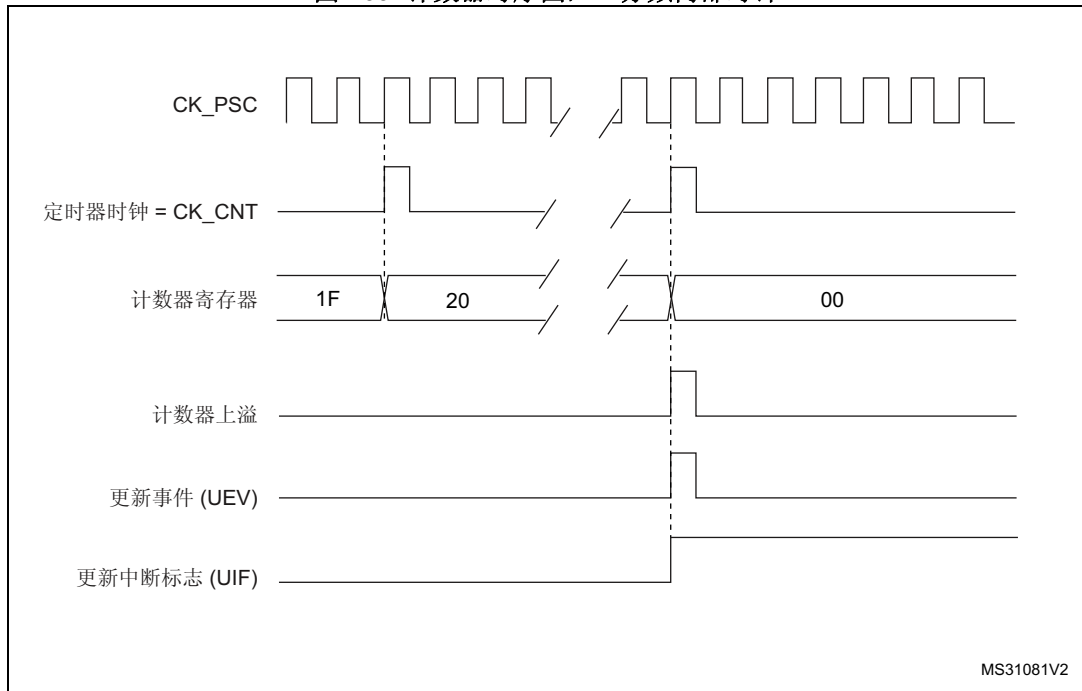 CK_PSC
定时器时钟 = CK_CNT
计数器寄存器 1F 20 00
计数器上溢
更新事件 (UEV)
更新中断标志 (UIF)
MS31081V2